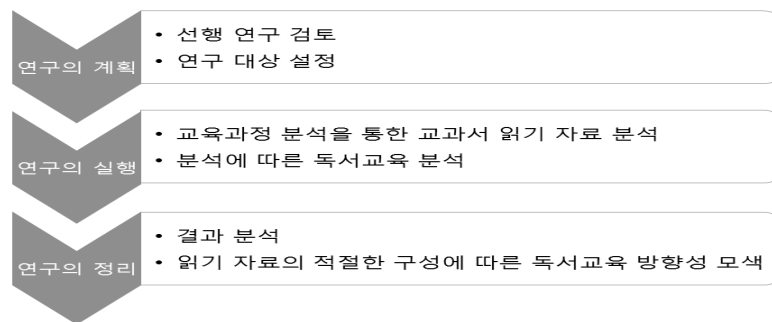 연구의 계획
• 선행 연구 검토
• 연구 대상 설정
연구의 실행
• 교육과정 분석을 통한 교과서 읽기 자료 분석
• 분석에 따른 독서교육 분석
연구의 정리
• 결과 분석
• 읽기 자료의 적절한 구성에 따른 독서교육 방향성 모색